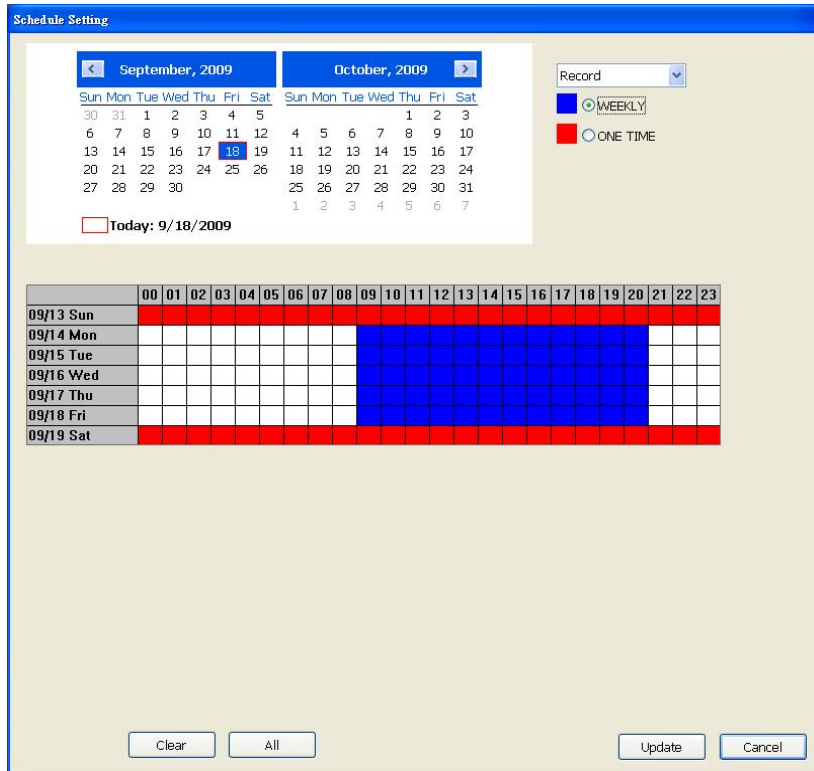 Schedule Setting
September, 2009
Sun Mon Tue Wed Thu Fri Sat
30 31 1 2 3 4 5
6 7 8 9 10 11 12
13 14 15 16 17 18 19
20 21 22 23 24 25 26
27 28 29 30
Today: 9/18/2009
October, 2009
Sun Mon Tue Wed Thu Fri Sat
1 2 3
4 5 6 7 8 9 10
11 12 13 14 15 16 17
18 19 20 21 22 23 24
25 26 27 28 29 30 31
1 2 3 4 5 6 7
Record
WEEKLY
ONE TIME
00 01 02 03 04 05 06 07 08 09 10 11 12 13 14 15 16 17 18 19 20 21 22 23
09/13 Sun
09/14 Mon
09/15 Tue
09/16 Wed
09/17 Thu
09/18 Fri
09/19 Sat
Clear
All
Update
Cancel